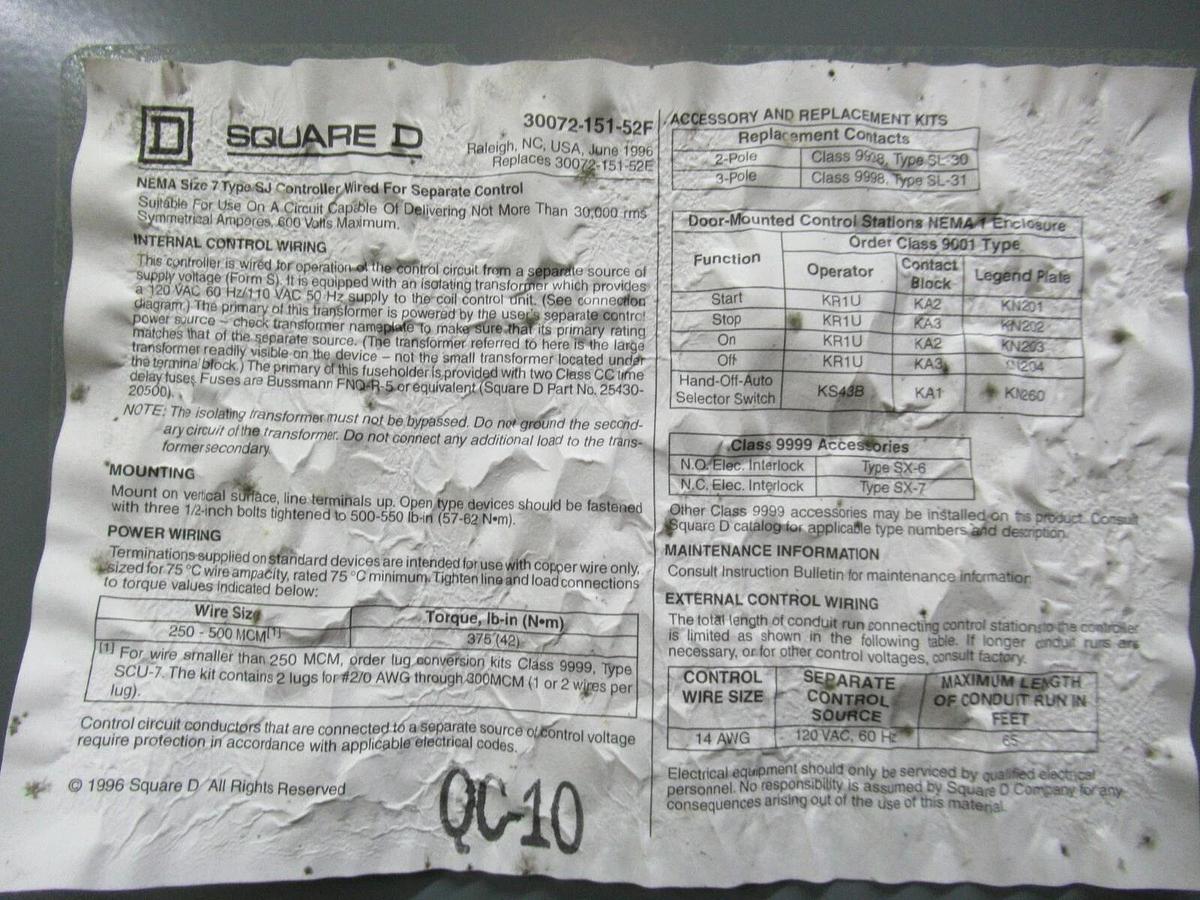 D SQUARE D
30072-151-52F
Raleigh, NC, USA, June 1996
Replaces 30072-151-52E
NEMA Size 7 Type SJ Controller Wired For Separate Control
Suitable For Use On A Circuit Capable Of Delivering Not More Than 30,000 rms
Symmetrical Amperes, 600 Volts Maximum.
INTERNAL CONTROL WIRING
This controller is wired for operation of the control circuit from a separate source of
supply voltage (Form S). It is equipped with an isolating transformer which provides
a 120 VAC, 60 Hz/110 VAC 50 Hz supply to the coil control unit. (See connection
diagram.) The primary of this transformer is powered by the user's separate control
power source – check transformer nameplate to make sure that its primary rating
matches that of the separate source. (The transformer referred to here is the large
transformer readily visible on the device – not the small transformer located under
the terminal block.) The primary of this fuseholder is provided with two Class CC time
delay fuses. Fuses are Bussmann FNQ-R-5 or equivalent (Square D Part No. 25430-
20500).
NOTE: The isolating transformer must not be bypassed. Do not ground the second-
ary circuit of the transformer. Do not connect any additional load to the trans-
former secondary.
MOUNTING
Mount on vertical surface, line terminals up. Open type devices should be fastened
with three 1/2-inch bolts tightened to 500-550 lb-in (57-62 N•m).
POWER WIRING
Terminations supplied on standard devices are intended for use with copper wire only,
sized for 75 °C wire ampacity, rated 75 °C minimum. Tighten line and load connections
to torque values indicated below:
Wire Size Torque, lb-in (N•m)
250 - 500 MCM[1] 375 (42)
[1] For wire smaller than 250 MCM, order lug conversion kits Class 9999, Type
SCU-7. The kit contains 2 lugs for #2/0 AWG through 300MCM (1 or 2 wires per
lug).
Control circuit conductors that are connected to a separate source of control voltage
require protection in accordance with applicable electrical codes.
© 1996 Square D All Rights Reserved
QC-10
ACCESSORY AND REPLACEMENT KITS
Replacement Contacts
2-Pole Class 9998, Type SL-30
3-Pole Class 9998, Type SL-31
Door-Mounted Control Stations NEMA 1 Enclosure
Function Order Class 9001 Type
Operator Contact Block Legend Plate
Start KR1U KA2 KN201
Stop KR1U KA3 KN202
On KR1U KA2 KN203
Off KR1U KA3
Hand-Off-Auto
Selector Switch KS43B KA1 KN260
Class 9999 Accessories
N.O. Elec. Interlock Type SX-6
N.C. Elec. Interlock Type SX-7
Other Class 9999 accessories may be installed on this product. Consult
Square D catalog for applicable type numbers and description.
MAINTENANCE INFORMATION
Consult Instruction Bulletin for maintenance information
EXTERNAL CONTROL WIRING
The total length of conduit run connecting control stations to the controller
is limited as shown in the following table. If longer conduit runs are
necessary, or for other control voltages, consult factory.
CONTROL WIRE SIZE SEPARATE CONTROL SOURCE MAXIMUM LENGTH OF CONDUIT RUN IN FEET
14 AWG 120 VAC, 60 Hz 65
Electrical equipment should only be serviced by qualified electrical
personnel. No responsibility is assumed by Square D Company for any
consequences arising out of the use of this material.